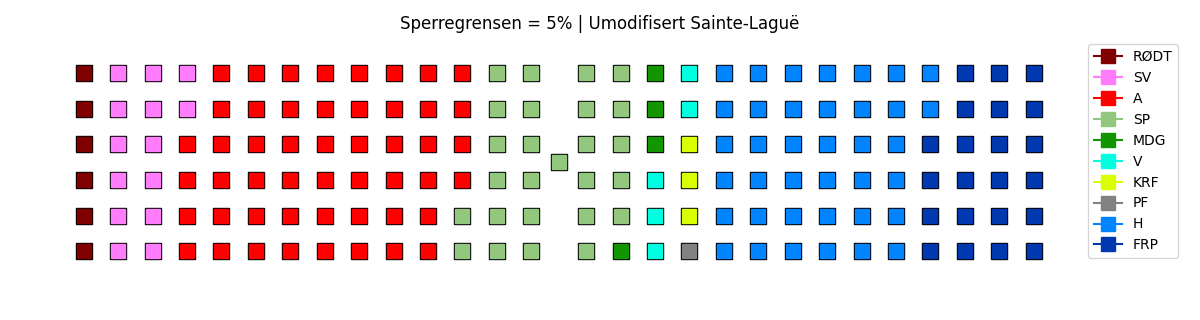 Sperregrensen = 5% | Umodifisert Sainte-Laguë
RØDT
SV
A
SP
MDG
V
KRF
PF
H
FRP